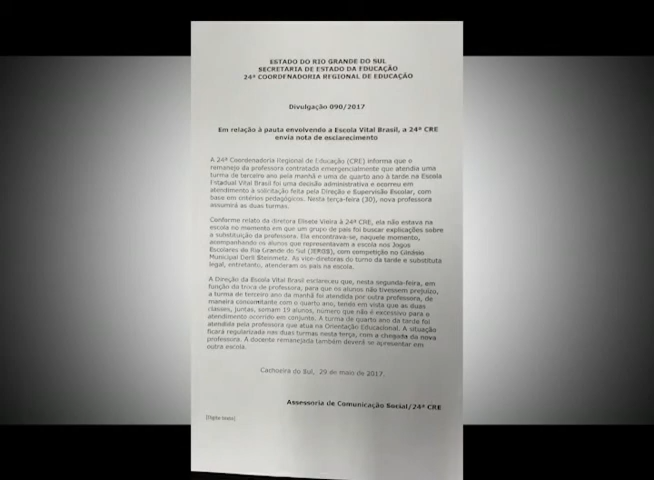 ESTADO DO RIO GRANDE DO SUL
SECRETARIA DE ESTADO DA EDUCAÇÃO
24ª COORDENADORIA REGIONAL DE EDUCAÇÃO
Divulgação 090/2017
Em relação à pauta envolvendo a Escola Vital Brasil, a 24ª CRE
envia nota de esclarecimento
A 24ª Coordenadoria Regional de Educação (CRE) informa que o
remanejo da professora contratada emergencialmente que atendia uma
turma de terceiro ano pela manhã e uma de quarto ano à tarde na Escola
Estadual Vital Brasil foi uma decisão administrativa e ocorreu em
atendimento à solicitação feita pela Direção e Supervisão Escolar, com
base em critérios pedagógicos. Nesta terça-feira (30), nova professora
assumirá as duas turmas.
Conforme relato da diretora Elisete Vieira à 24ª CRE, ela não estava na
escola no momento em que um grupo de pais foi buscar explicações sobre
a substituição da professora. Ela encontrava-se, naquele momento,
acompanhando os alunos que representavam a escola nos Jogos
Escolares do Rio Grande do Sul (JERGS), com competição no Ginásio
Municipal Derli Steinmetz. As vice-diretoras do turno da tarde e substituta
legal, entretanto, atenderam os pais na escola.
A Direção da Escola Vital Brasil esclareceu que, nesta segunda-feira, em
função da troca de professora, para que os alunos não tivessem prejuízo,
a turma de terceiro ano da manhã foi atendida por outra professora, de
maneira concomitante com o quarto ano, tendo em vista que as duas
classes, juntas, somam 19 alunos, número que não é excessivo para o
atendimento ocorrido em conjunto. A turma de quarto ano da tarde foi
atendida pela professora que atua na Orientação Educacional. A situação
ficará regularizada nas duas turmas nesta terça, com a chegada da nova
professora. A docente remanejada também deverá se apresentar em
outra escola.
Cachoeira do Sul, 29 de maio de 2017.
Assessoria de Comunicação Social/24ª CRE
[Digite texto]